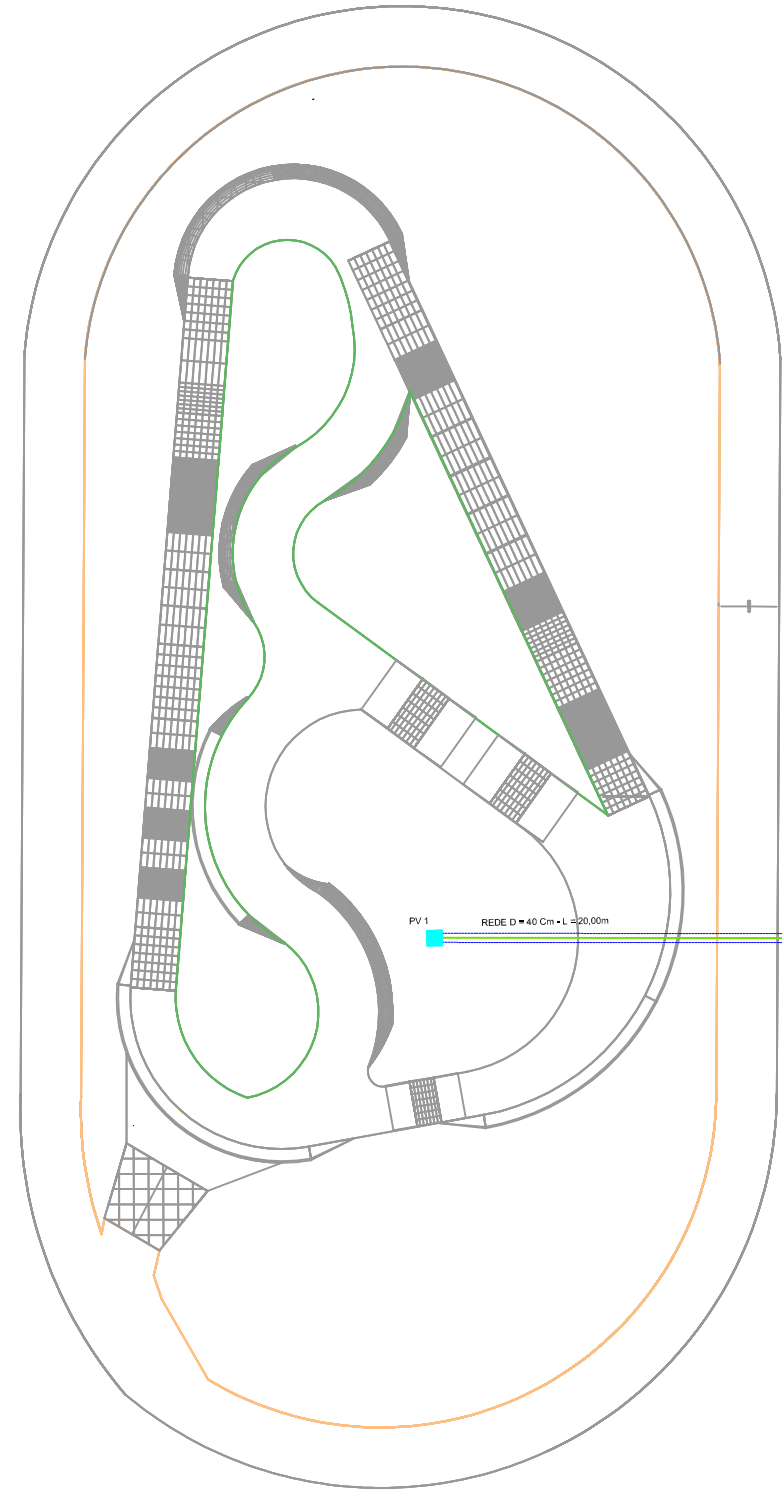 PV 1
REDE D = 40 Cm - L = 20,00m